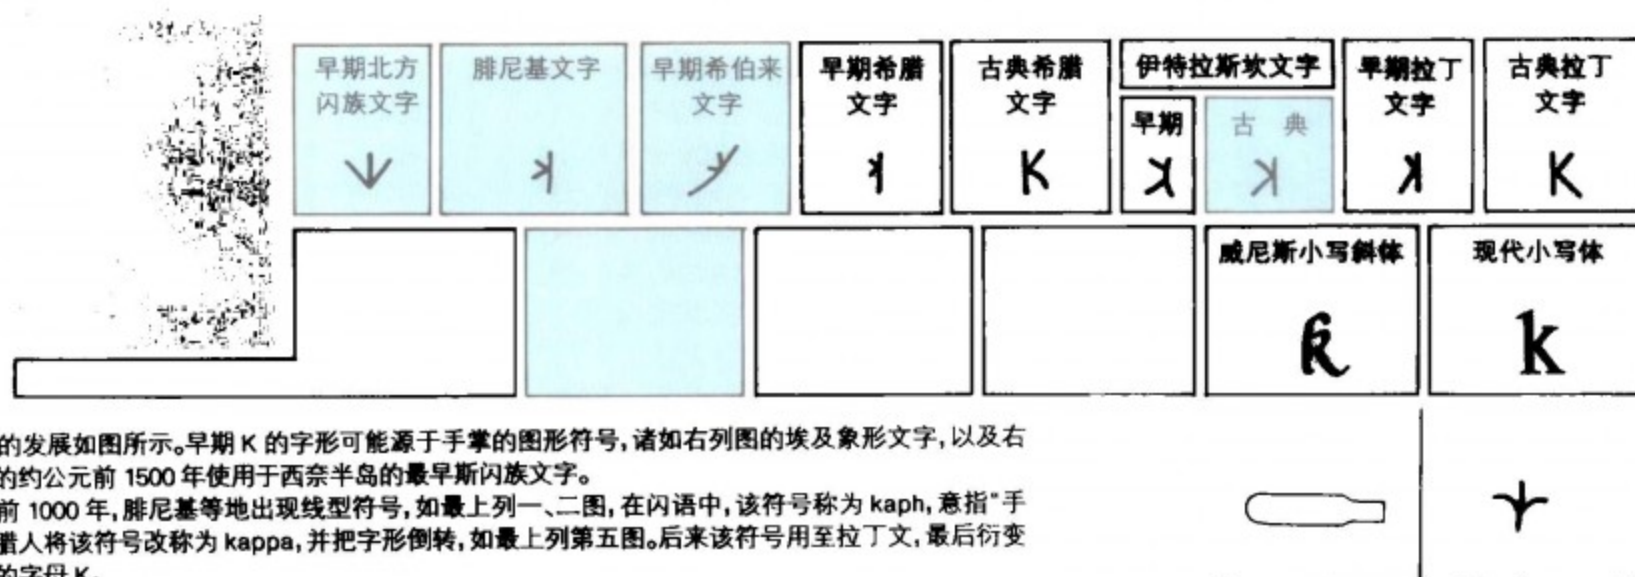 早期北方
闪族文字
腓尼基文字
早期希伯来
文字
早期希腊
文字
古典希腊
文字
伊特拉斯坎文字
早期
古典
早期拉丁
文字
古典拉丁
文字
K
K
威尼斯小写斜体
k
现代小写体
k
的发展如图所示。早期 K 的字形可能源于手掌的图形符号,诸如右列图的埃及象形文字,以及右
的约公元前 1500 年使用于西奈半岛的最早斯闪族文字。
前 1000 年,腓尼基等地出现线型符号,如最上列一、二图,在闪语中,该符号称为 kaph,意指“手
腊人将该符号改称为 kappa,并把字形倒转,如最上列第五图。后来该符号用至拉丁文,最后衍变
的字母 K。